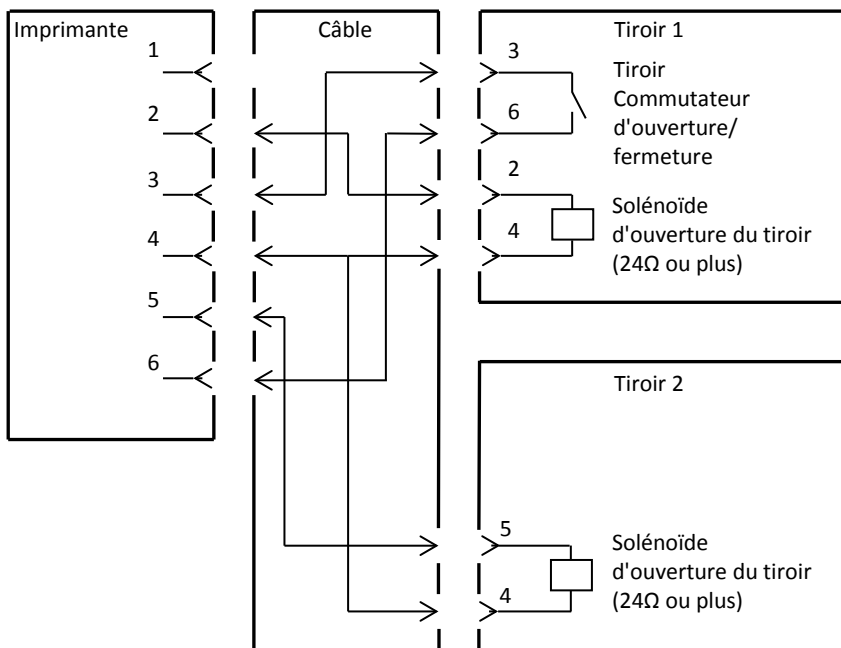 Imprimante
1
2
3
4
5
6
Câble
Tiroir 1
3
6
2
4
Tiroir
Commutateur
d'ouverture/
fermeture
Solénoïde
d'ouverture du tiroir
(24Ω ou plus)
Tiroir 2
5
4
Solénoïde
d'ouverture du tiroir
(24Ω ou plus)